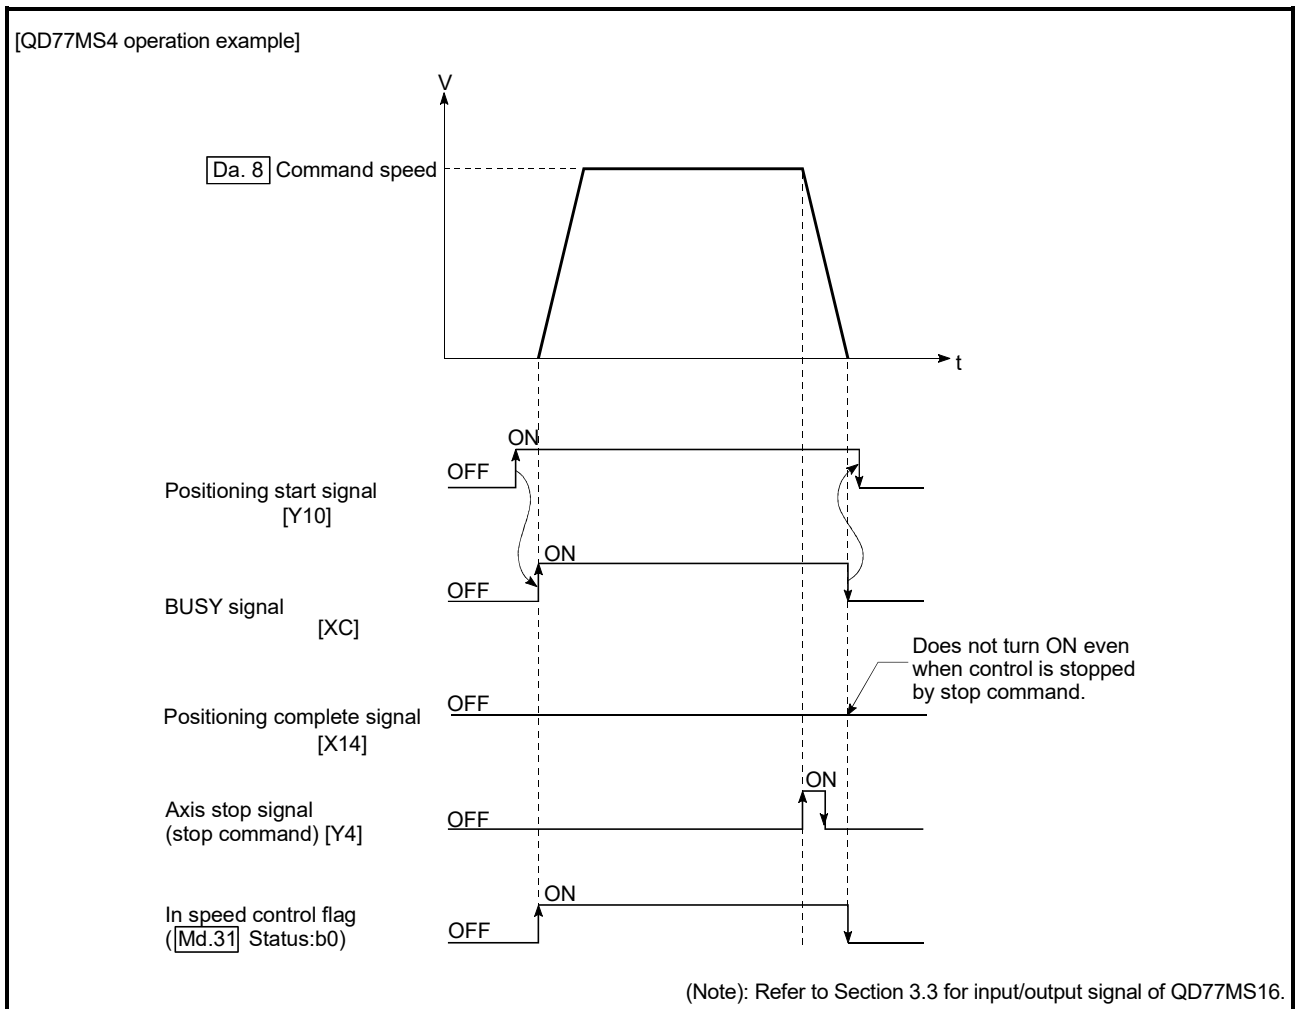 [QD77MS4 operation example]
V
Da. 8 Command speed
t
ON
OFF
Positioning start signal
[Y10]
ON
OFF
BUSY signal
[XC]
Does not turn ON even
when control is stopped
by stop command.
OFF
Positioning complete signal
[X14]
ON
Axis stop signal
OFF
(stop command) [Y4]
ON
In speed control flag
OFF
(Md.31 Status:b0)
(Note): Refer to Section 3.3 for input/output signal of QD77MS16.